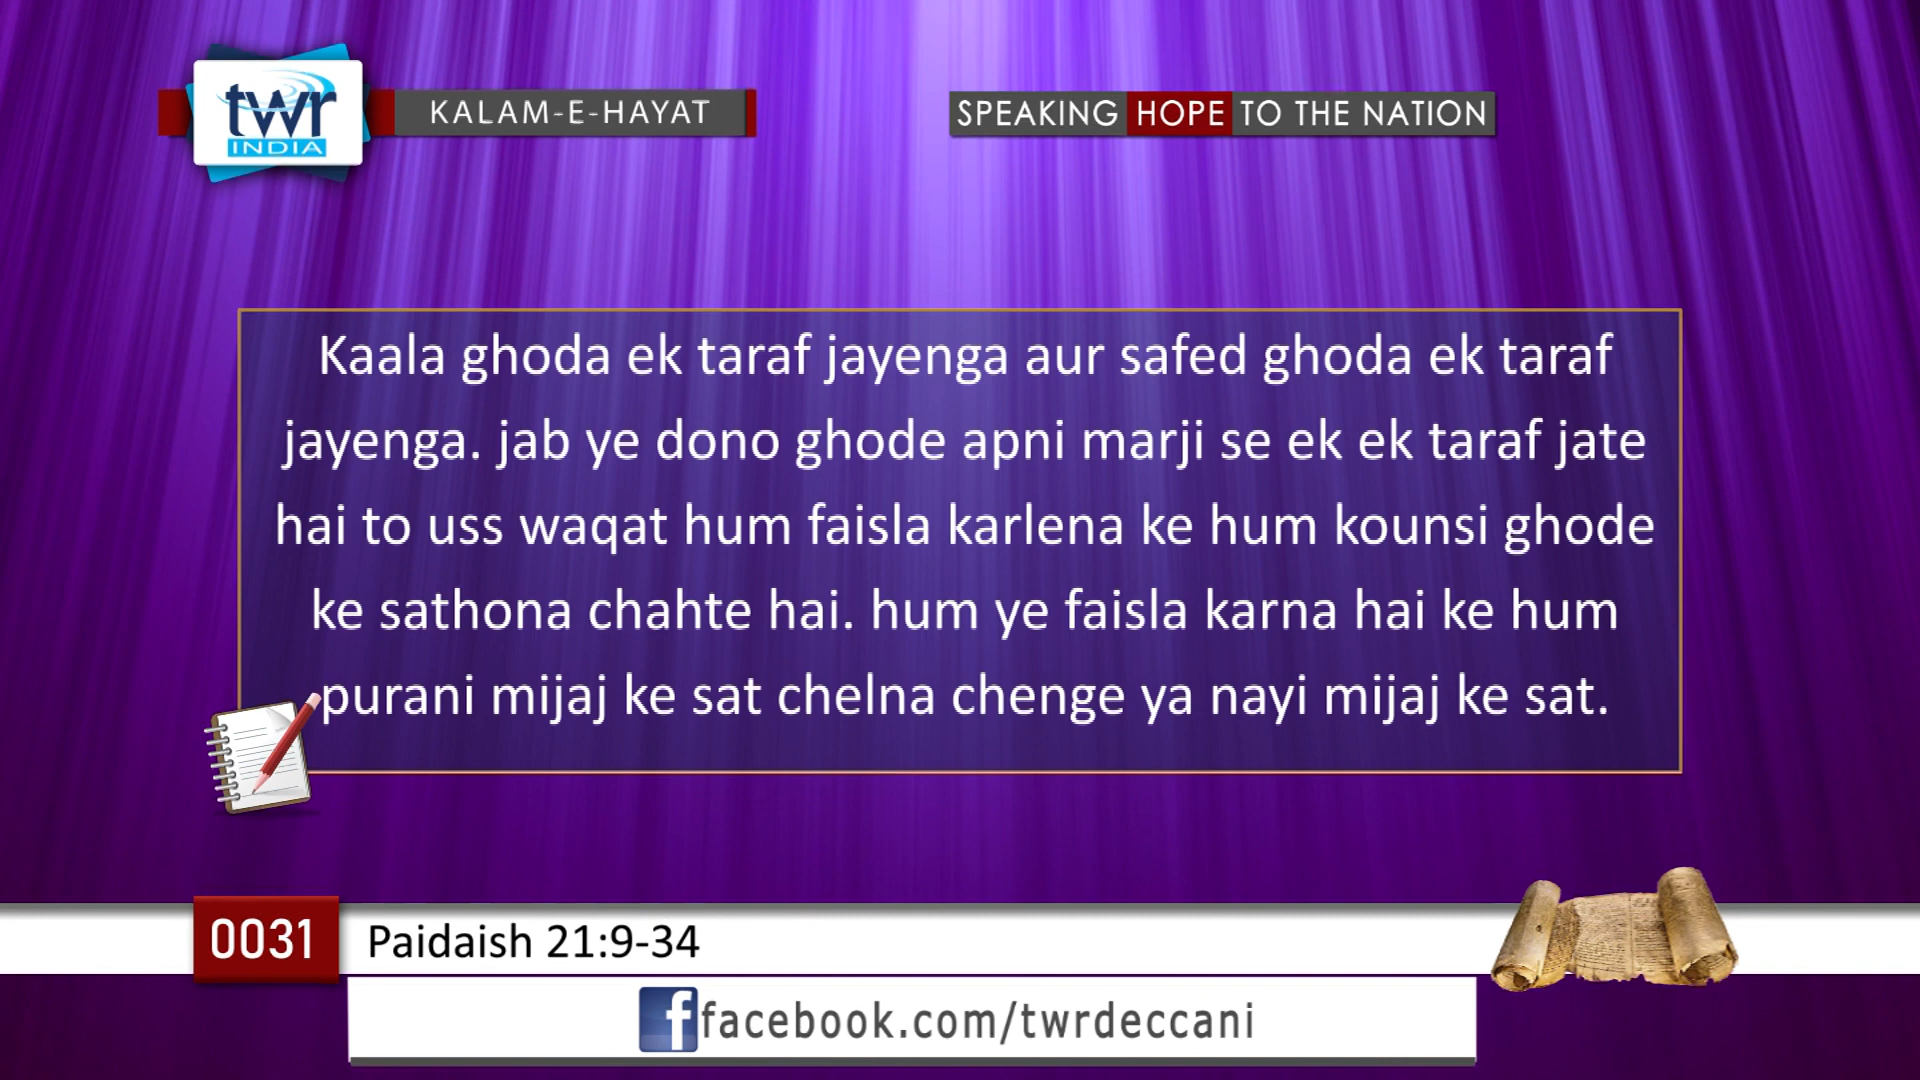 twr
INDIA
KALAM-E-HAYAT
SPEAKING HOPE TO THE NATION
Kaala ghoda ek taraf jayenga aur safed ghoda ek taraf
jayenga. jab ye dono ghode apni marji se ek ek taraf jate
hai to uss waqat hum faisla karlena ke hum kounsi ghode
ke sathona chahte hai. hum ye faisla karna hai ke hum
purani mijaj ke sat chelna chenge ya nayi mijaj ke sat.
0031 Paidaish 21:9-34
facebook.com/twrdeccani